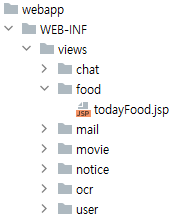 webapp
WEB-INF
views
chat
food
JSP todayFood.jsp
mail
movie
notice
ocr
user